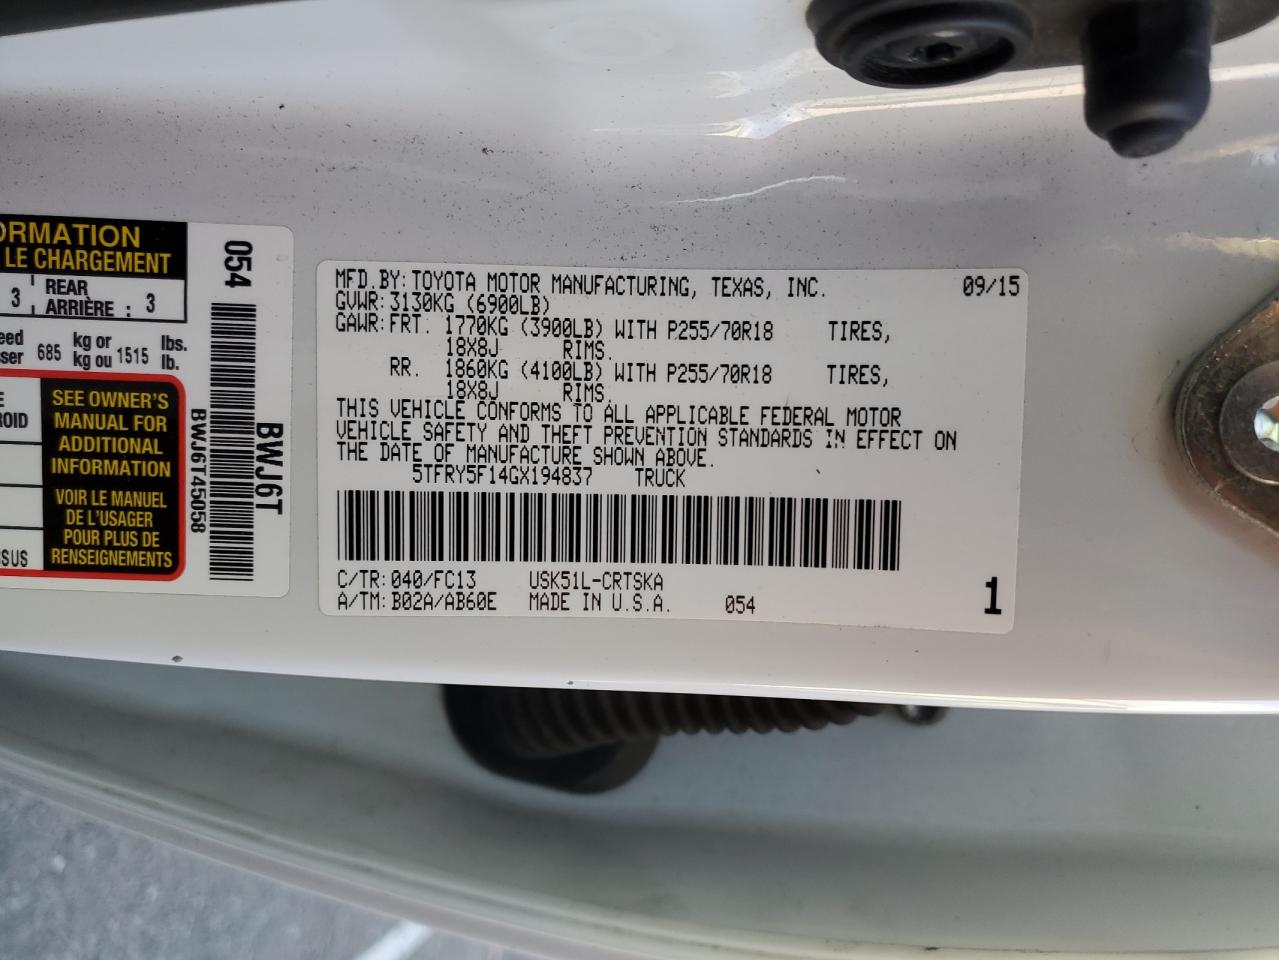 ORMATION
LE CHARGEMENT
3 REAR
ARRIÈRE : 3
eed
sser 685 kg or
kg ou 1515 lbs.
lb.
E
ROID
SSUS
SEE OWNER'S
MANUAL FOR
ADDITIONAL
INFORMATION
VOIR LE MANUEL
DE L'USAGER
POUR PLUS DE
RENSEIGNEMENTS
054
BWJ6T45058
BWJ6T
MFD.BY: TOYOTA MOTOR MANUFACTURING, TEXAS, INC. 09/15
GVWR: 3130KG (6900LB)
GAWR: FRT. 1770KG (3900LB) WITH P255/70R18 TIRES,
18X8J RIMS.
RR. 1860KG (4100LB) WITH P255/70R18 TIRES,
18X8J RIMS.
THIS VEHICLE CONFORMS TO ALL APPLICABLE FEDERAL MOTOR
VEHICLE SAFETY AND THEFT PREVENTION STANDARDS IN EFFECT ON
THE DATE OF MANUFACTURE SHOWN ABOVE.
5TFRY5F14GX194837 TRUCK
C/TR: 040/FC13 USK51L-CRTSKA
A/TM: B02A/AB60E MADE IN U.S.A. 054 1